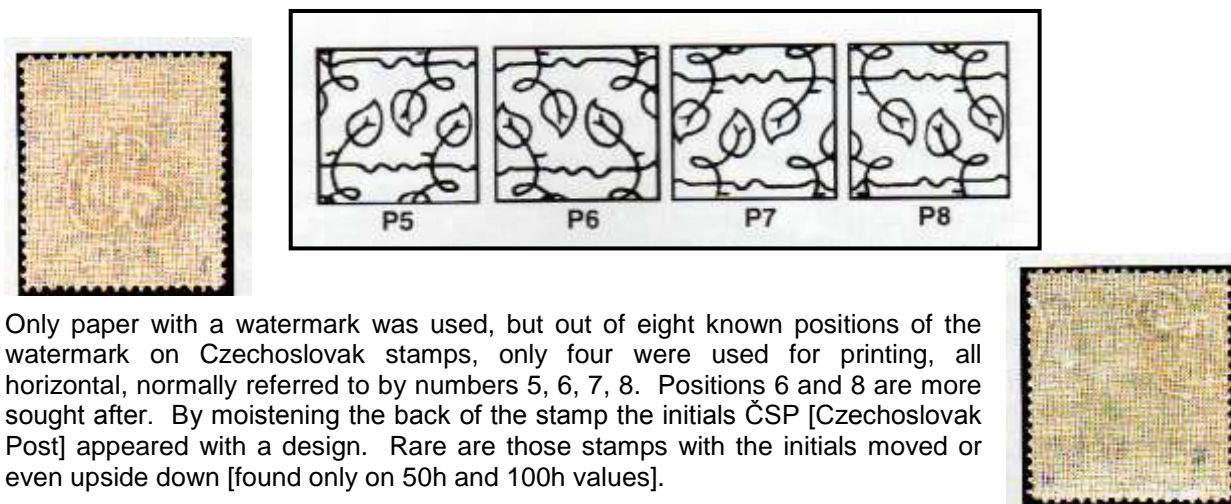 P5 P6 P7 P8
Only paper with a watermark was used, but out of eight known positions of the
watermark on Czechoslovak stamps, only four were used for printing, all
horizontal, normally referred to by numbers 5, 6, 7, 8. Positions 6 and 8 are more
sought after. By moistening the back of the stamp the initials ČSP [Czechoslovak
Post] appeared with a design. Rare are those stamps with the initials moved or
even upside down [found only on 50h and 100h values].